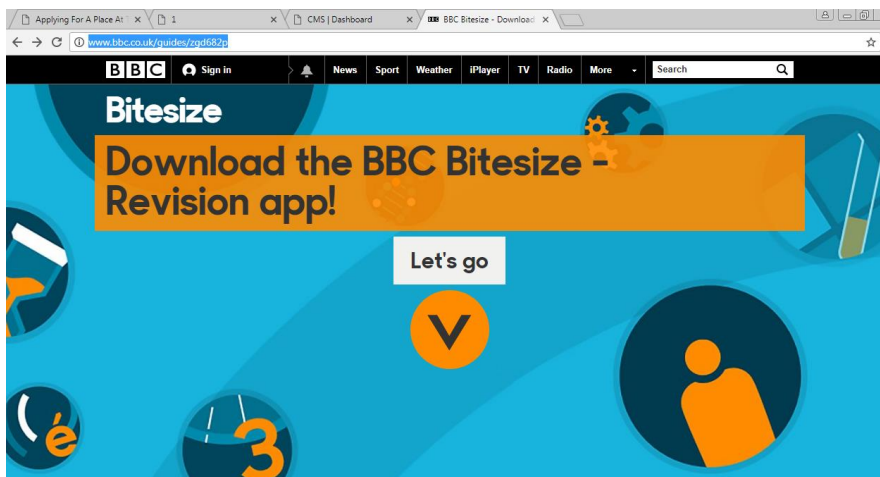 Applying For A Place At 1 CMS | Dashboard BBC Bitesize - Download
www.bbc.co.uk/guides/zgd682p
BBC Sign in News Sport Weather iPlayer TV Radio More Search
Bitesize
Download the BBC Bitesize -
Revision app!
Let's go
é
3